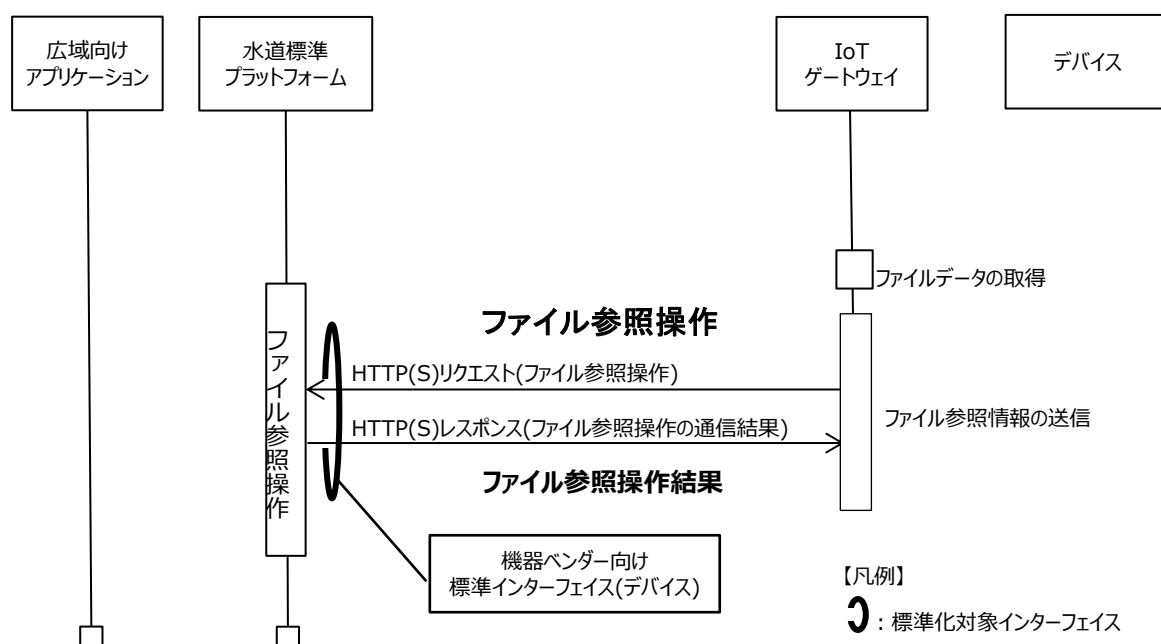 広域向け
アプリケーション
水道標準
プラットフォーム
IoT
ゲートウェイ
デバイス
ファイルデータの取得
ファイル参照操作
ファイル参照操作
HTTP(S)リクエスト(ファイル参照操作)
ファイル参照情報の送信
HTTP(S)レスポンス(ファイル参照操作の通信結果)
ファイル参照操作結果
機器ベンダー向け
標準インターフェイス(デバイス)
【凡例】
：標準化対象インターフェイス